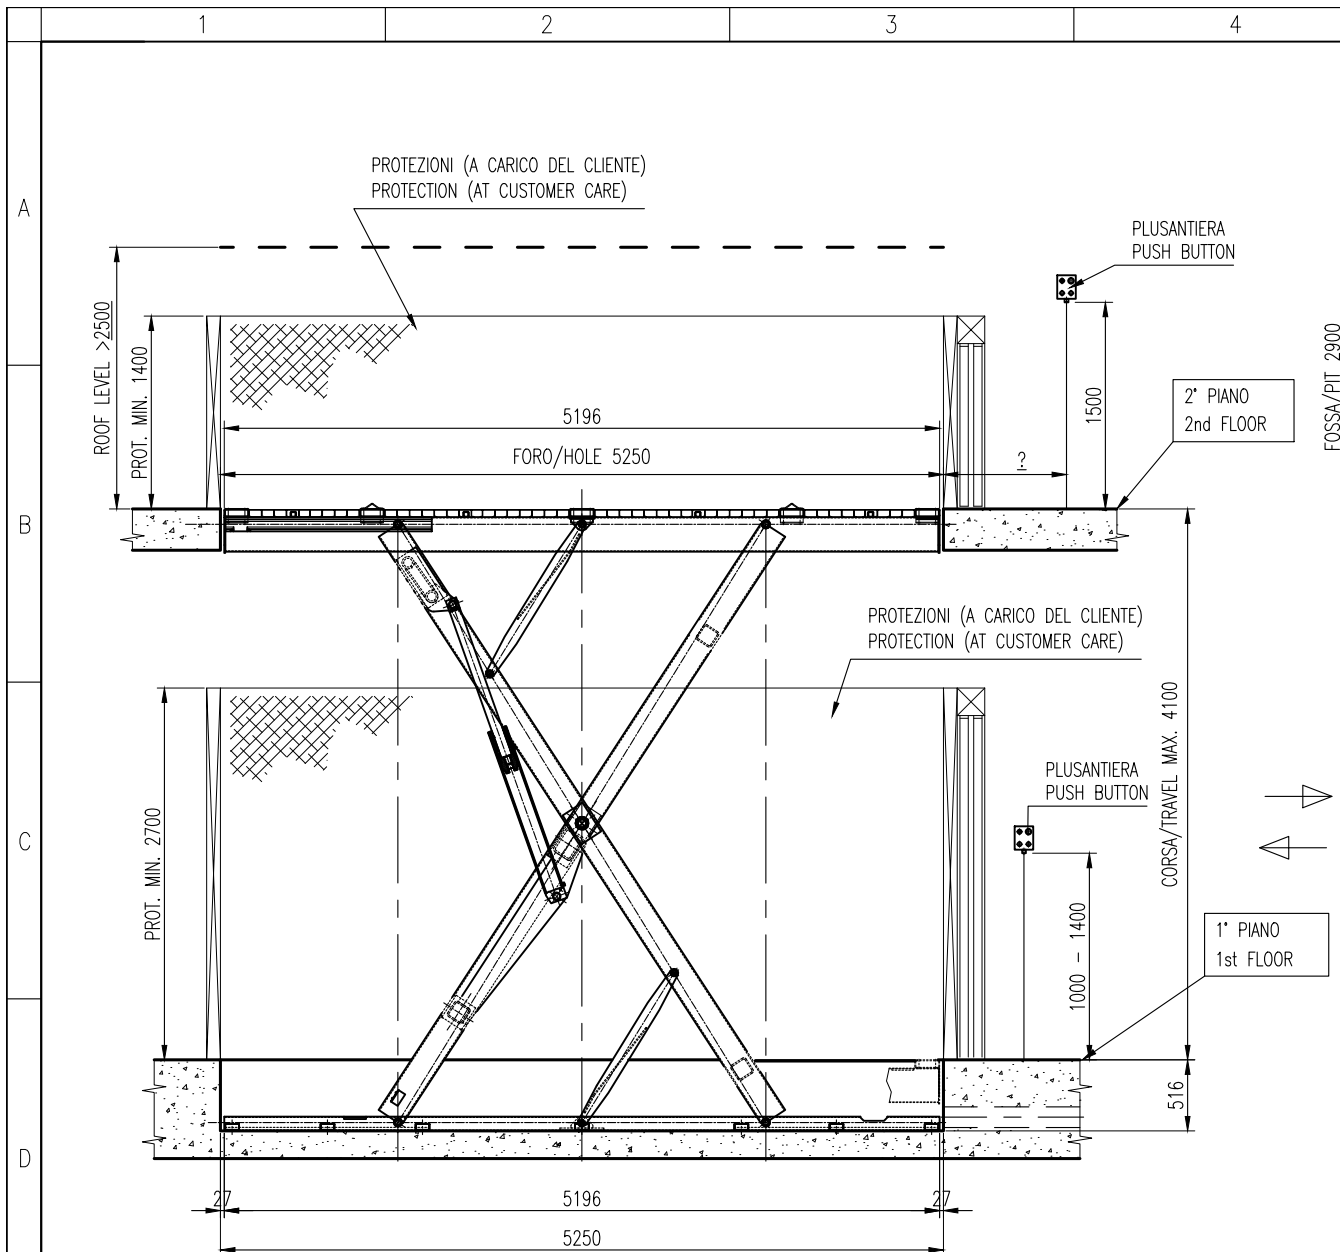 1 2 3 4
A
PROTEZIONI (A CARICO DEL CLIENTE)
PROTECTION (AT CUSTOMER CARE)
PLUSANTIERA
PUSH BUTTON
ROOF LEVEL >2500
PROT. MIN. 1400
1500
FOSSA/PIT 2900
2° PIANO
2nd FLOOR
5196
FORO/HOLE 5250
?
B
PROTEZIONI (A CARICO DEL CLIENTE)
PROTECTION (AT CUSTOMER CARE)
CORSA/TRAVEL MAX. 4100
PLUSANTIERA
PUSH BUTTON
C
PROT. MIN. 2700
1000 - 1400
1° PIANO
1st FLOOR
516
D
27 5196 27
5250